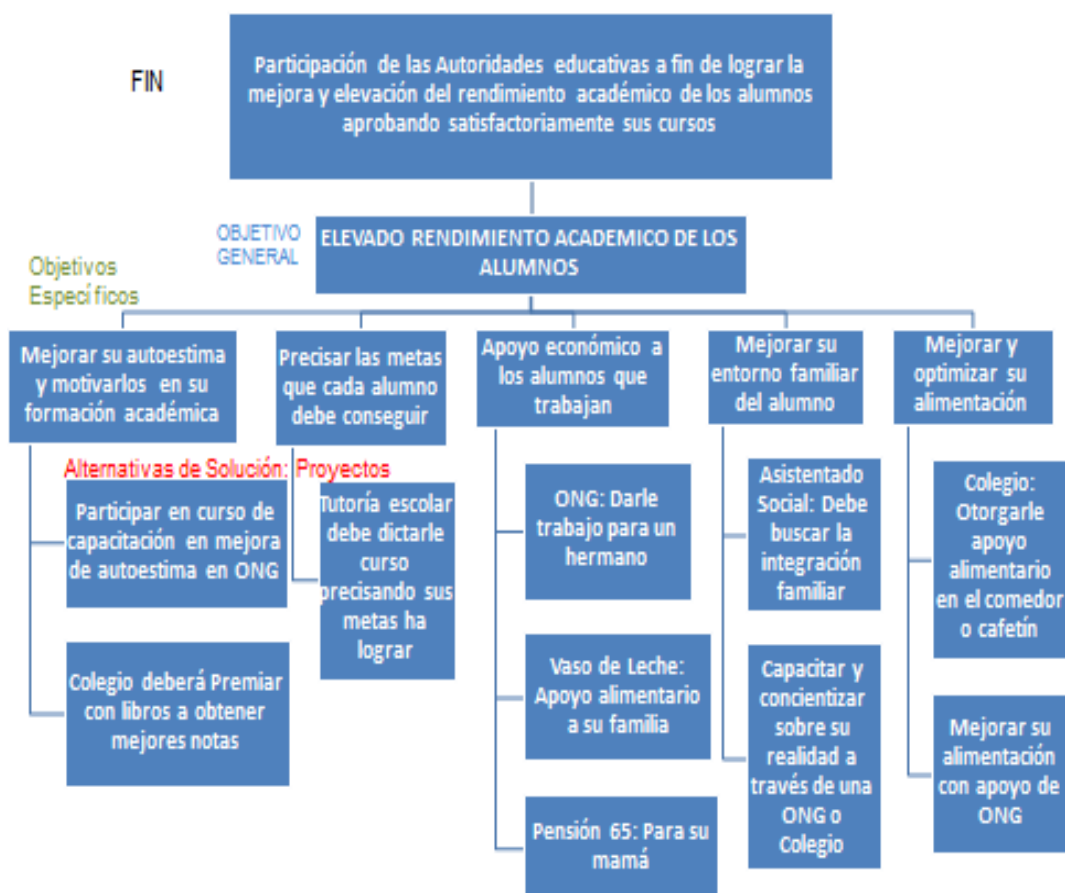 FIN
Participación de las Autoridades educativas a fin de lograr la
mejora y elevación del rendimiento académico de los alumnos
aprobando satisfactoriamente sus cursos
OBJETIVO
GENERAL
ELEVADO RENDIMIENTO ACADEMICO DE LOS
ALUMNOS
Objetivos
Específicos
Mejorar su autoestima
y motivarlos en su
formación académica
Precisar las metas
que cada alumno
debe conseguir
Apoyo económico a
los alumnos que
trabajan
Mejorar su
entorno familiar
del alumno
Mejorar y
optimizar su
alimentación
Alternativas de Solución: Proyectos
Participar en curso de
capacitación en mejora
de autoestima en ONG
Colegio deberá Premiar
con libros a obtener
mejores notas
Tutoría escolar
debe dictarle
curso
precisando sus
metas ha
lograr
ONG: Darle
trabajo para un
hermano
Vaso de Leche:
Apoyo alimentario
a su familia
Pensión 65: Para su
mamá
Asistentado
Social: Debe
buscar la
integración
familiar
Capacitar y
concientizar
sobre su
realidad a
través de una
ONG o
Colegio
Colegio:
Otorgarle
apoyo
alimentario
en el comedor
o cafetín
Mejorar su
alimentación
con apoyo de
ONG